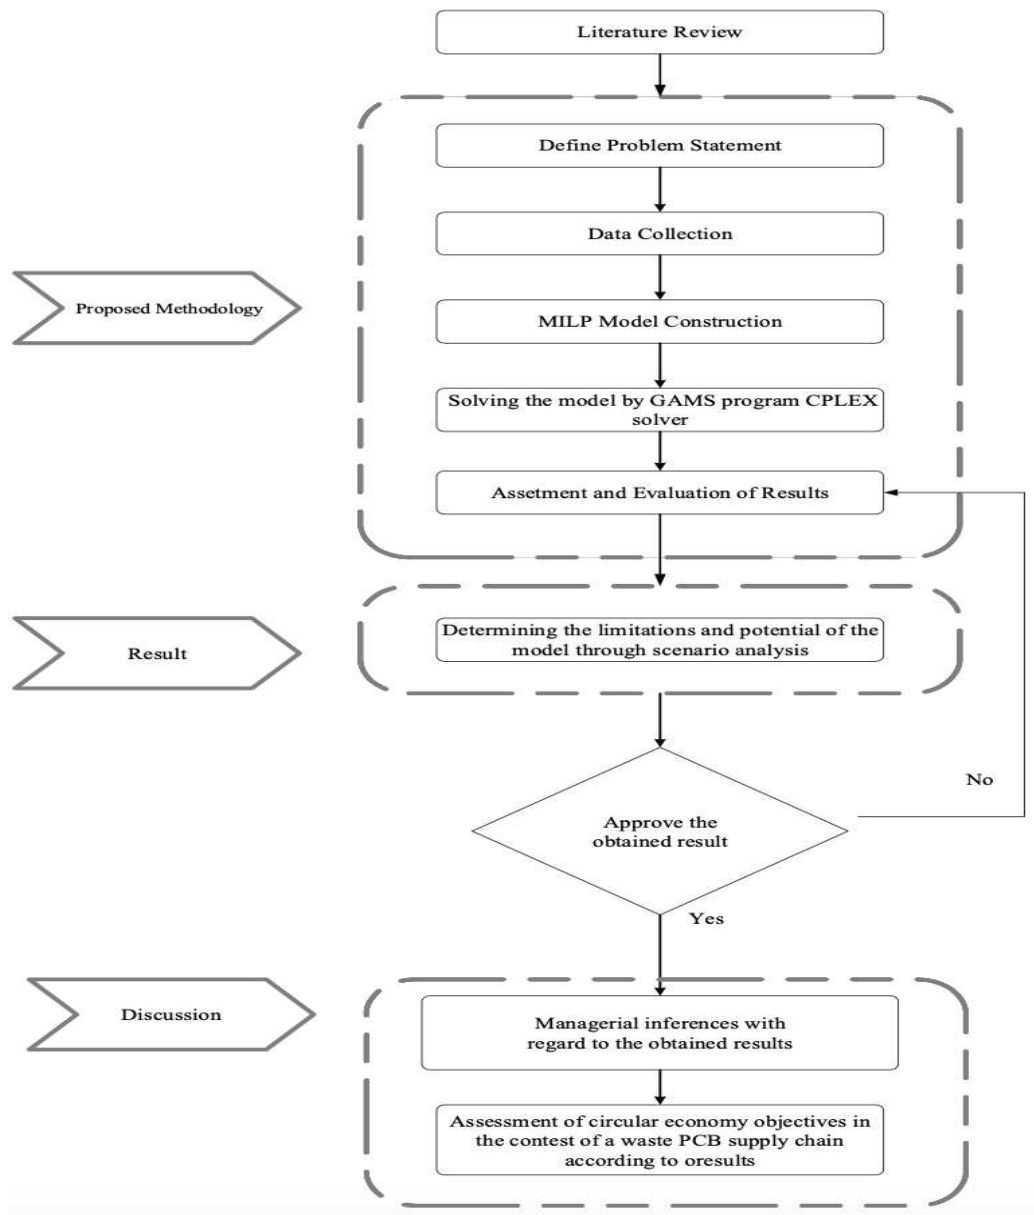 Literature Review
Define Problem Statement
Data Collection
Proposed Methodology
MILP Model Construction
Solving the model by GAMS program CPLEX
solver
Assetment and Evaluation of Results
Result
Determining the limitations and potential of the
model through scenario analysis
No
Approve the
obtained result
Yes
Discussion
Managerial inferences with
regard to the obtained results
Assessment of circular economy objectives in
the contest of a waste PCB supply chain
according to oresults